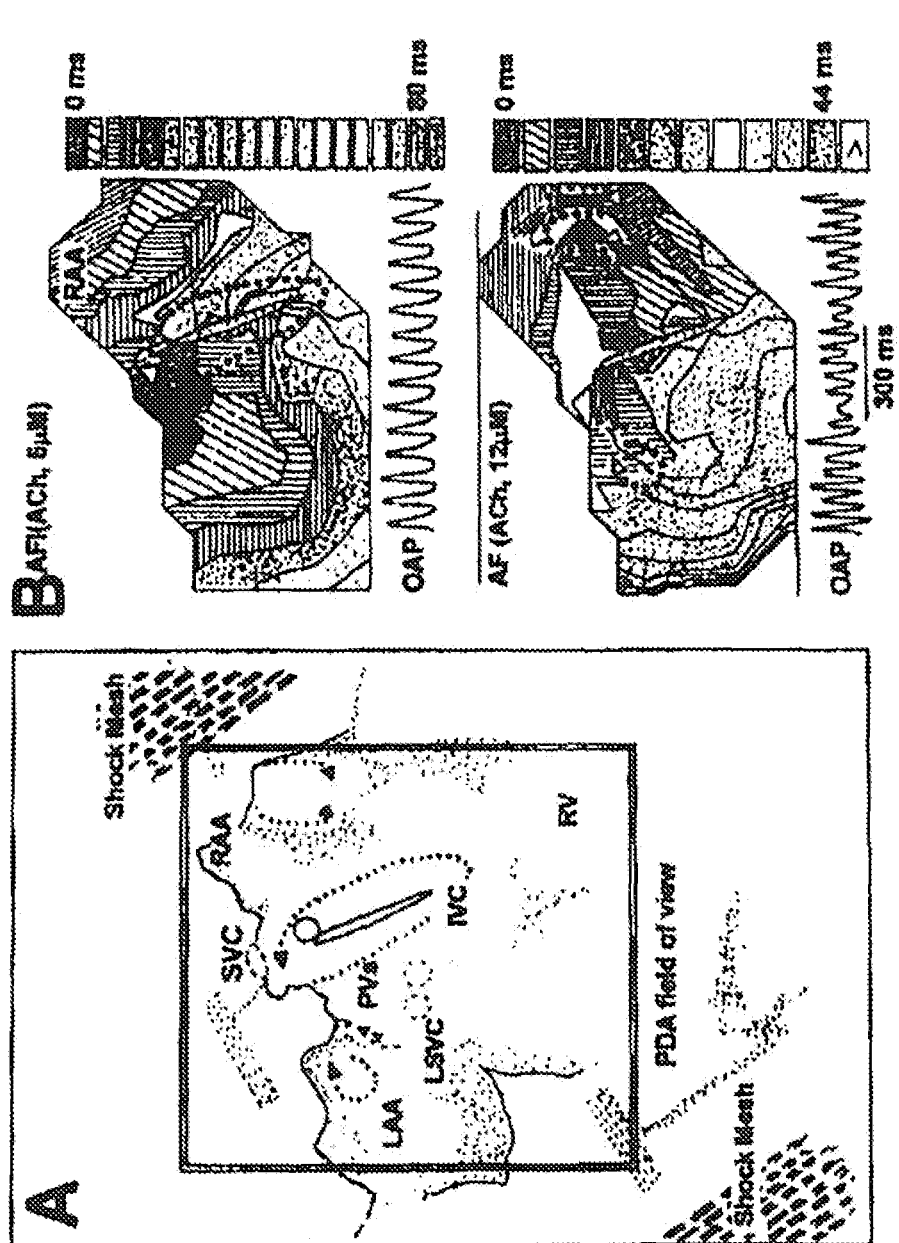 A
Shock Mesh
SVC
RAA
LAA
PVs
LSVC
IVC
RV
PDA field of view
Shock Mesh
B
AFl(ACh, 5μM)
RAA
0 ms
80 ms
OAP
AF (ACh, 12μM)
0 ms
44 ms
>
OAP
300 ms